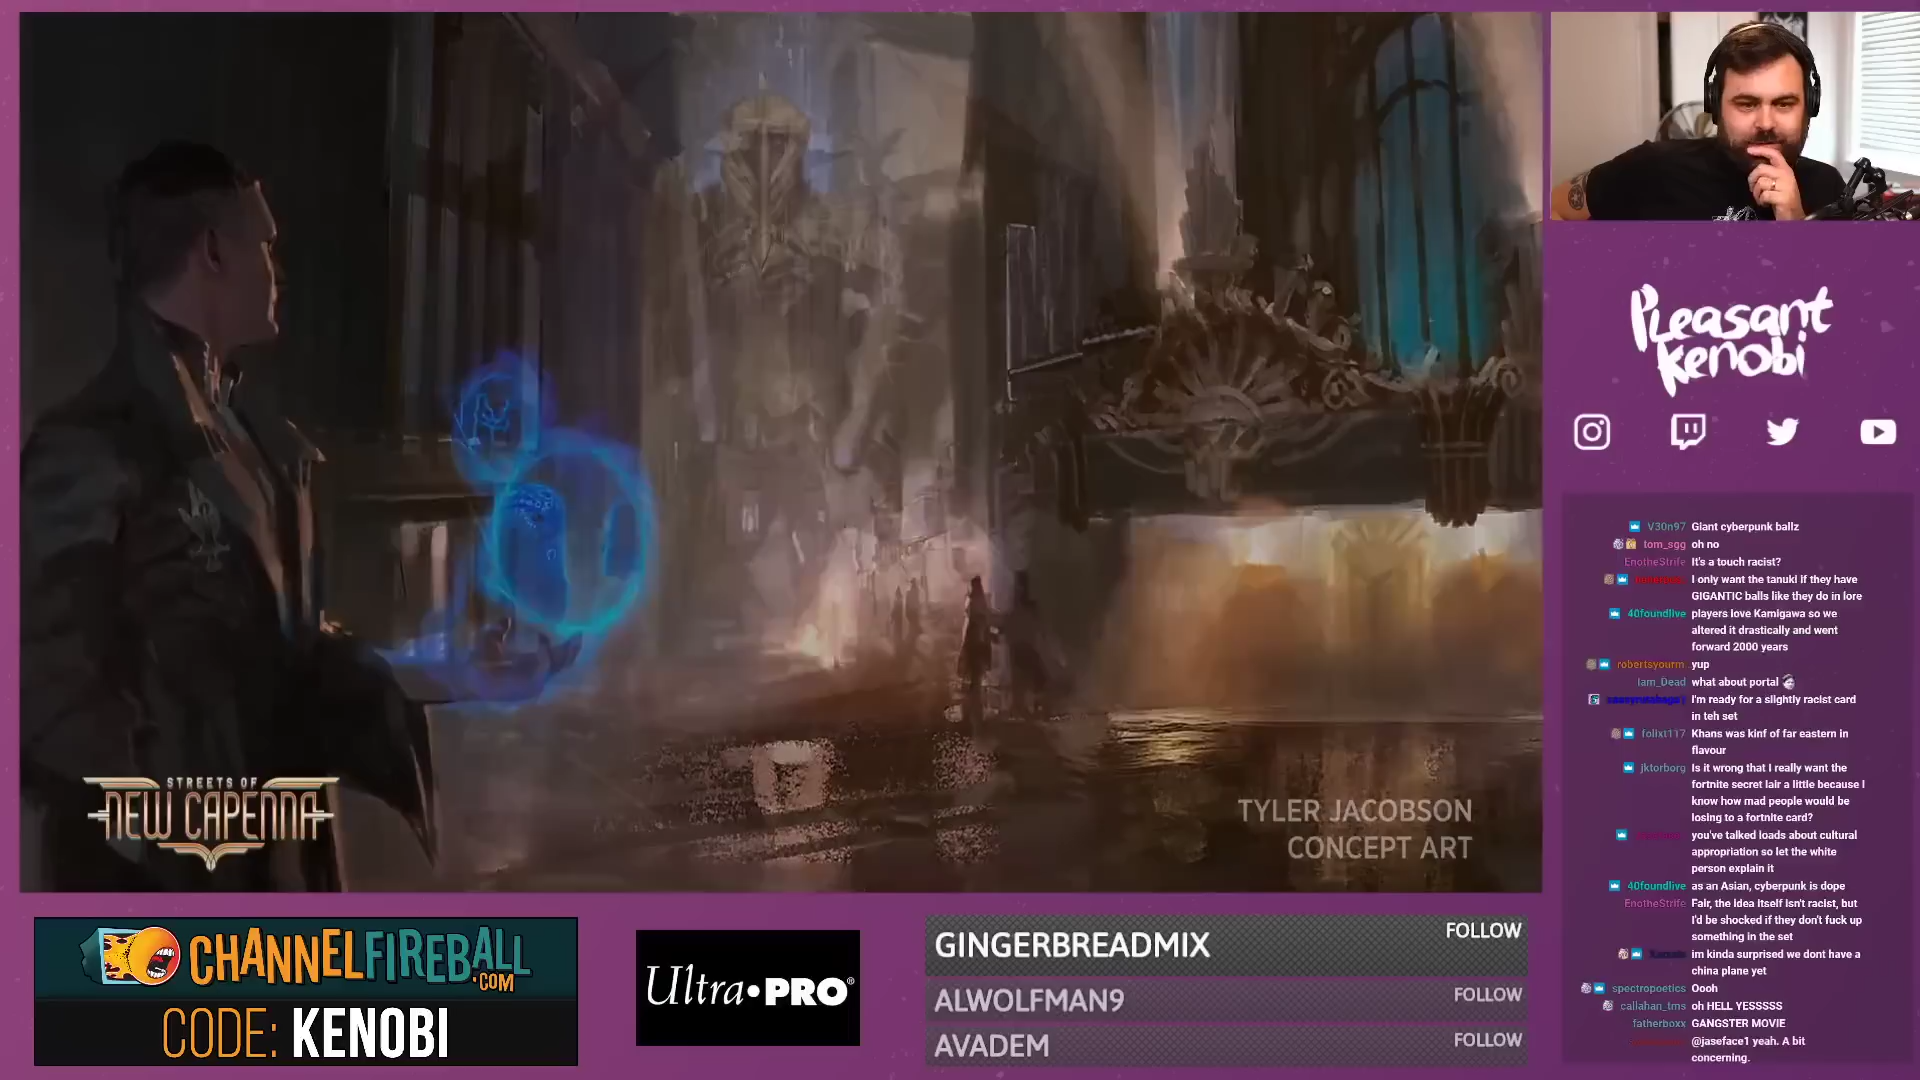 STREETS OF
NEW CAPENNA
TYLER JACOBSON
CONCEPT ART
Pleasant
Kenobi
V30n97 Giant cyberpunk ballz
tom_sgg oh no
EnotheStrife It's a touch racist?
I only want the tanuki if they have
GIGANTIC balls like they do in lore
40foundlive players love Kamigawa so we
altered it drastically and went
forward 2000 years
robertsyourm yup
Iam_Dead what about portal
I'm ready for a slightly racist card
in teh set
folixt117 Khans was kinf of far eastern in
flavour
jktorborg Is it wrong that I really want the
fortnite secret lair a little because I
know how mad people would be
losing to a fortnite card?
you've talked loads about cultural
appropriation so let the white
person explain it
40foundlive as an Asian, cyberpunk is dope
EnotheStrife Fair, the idea itself isn't racist, but
I'd be shocked if they don't fuck up
something in the set
im kinda surprised we dont have a
china plane yet
spectropoetics Oooh
callahan_tms oh HELL YESSSSS
fatherboxx GANGSTER MOVIE
@jaseface1 yeah. A bit
concerning.
CHANNELFIREBALL
.COM
CODE: KENOBI
Ultra•PRO®
GINGERBREADMIX FOLLOW
ALWOLFMAN9 FOLLOW
AVADEM FOLLOW